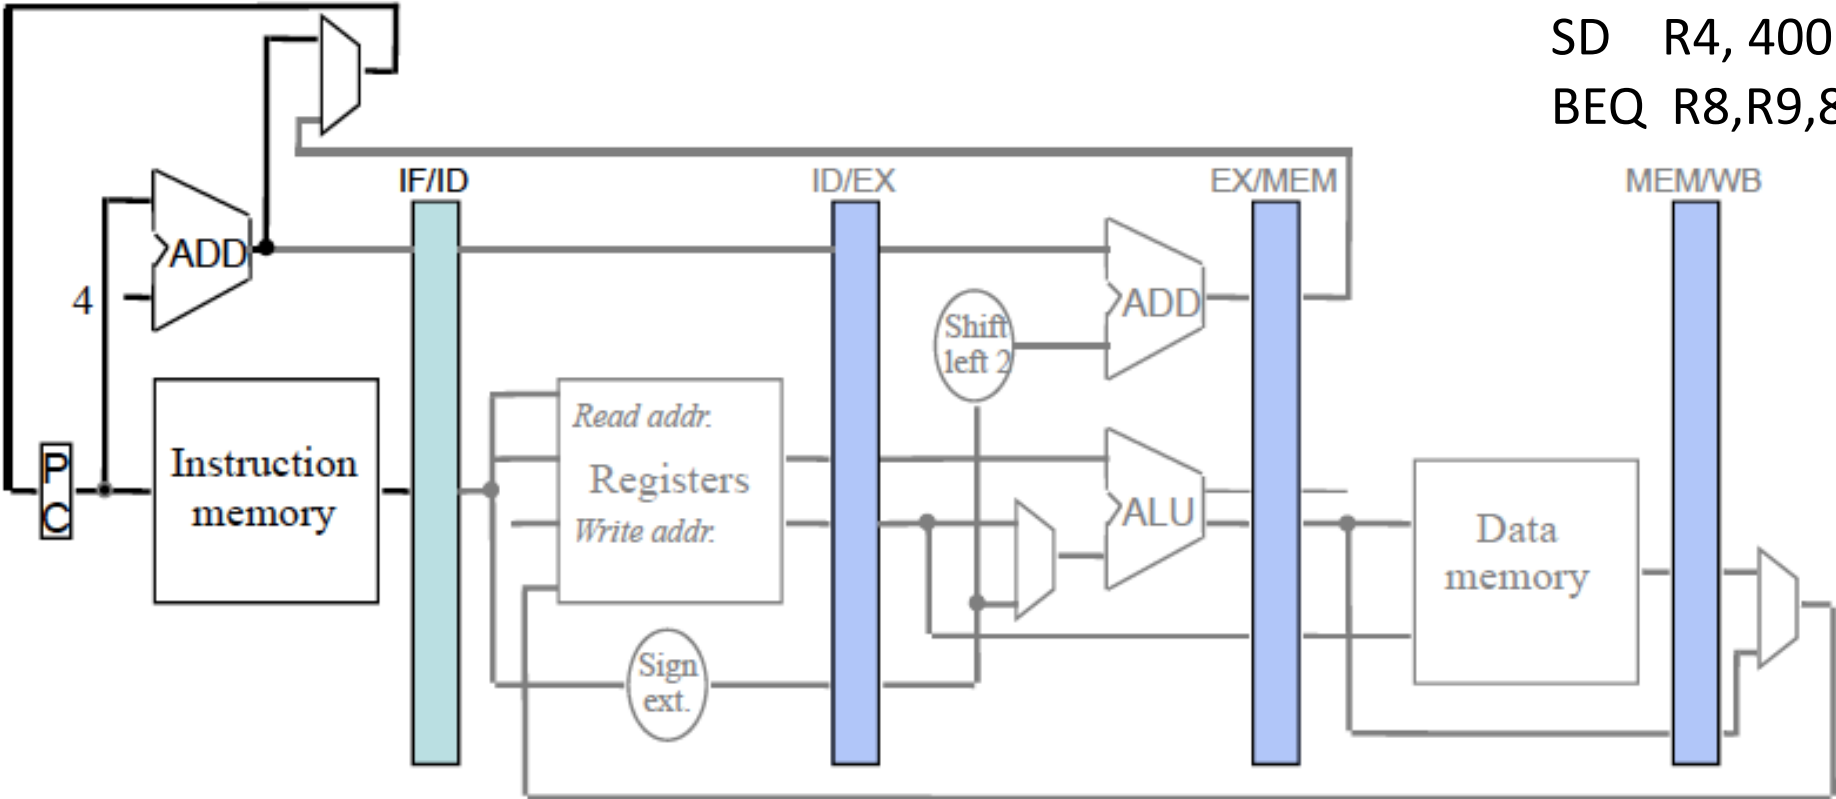 SD R4, 400
BEQ R8,R9,8
IF/ID
ID/EX
EX/MEM
MEM/WB
ADD
4
ADD
Shift
left 2
Read addr.
Registers
Write addr.
Instruction
memory
P
C
ALU
Data
memory
Sign
ext.